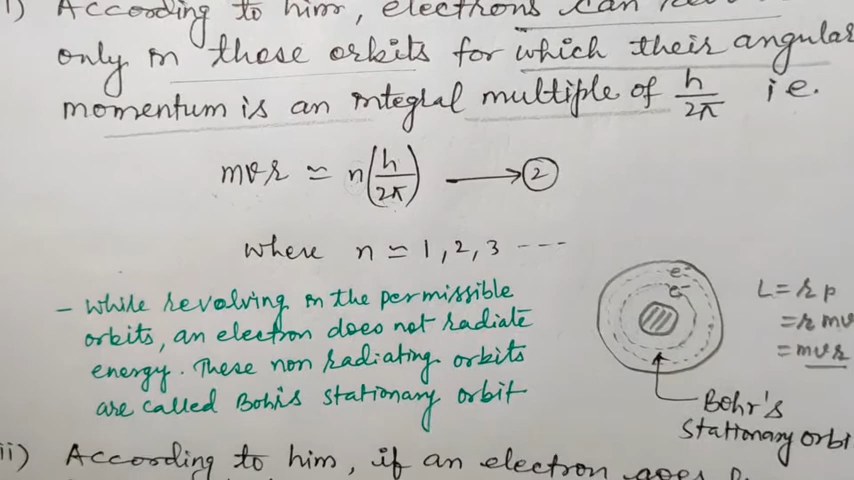 i) According to him, electrons can
only in those orbits for which their angular
momentum is an integral multiple of h/2π i.e.
mvr = n(h/2π) ⟶ ②
where n = 1, 2, 3 ---
- while revolving in the permissible
orbits, an electron does not radiate
energy. These non radiating orbits
are called Bohr's stationary orbit
e⁻
e⁻
L = r p
= r mv
= mvr
Bohr's
Stationary orbi
ii) According to him, if an electron goes